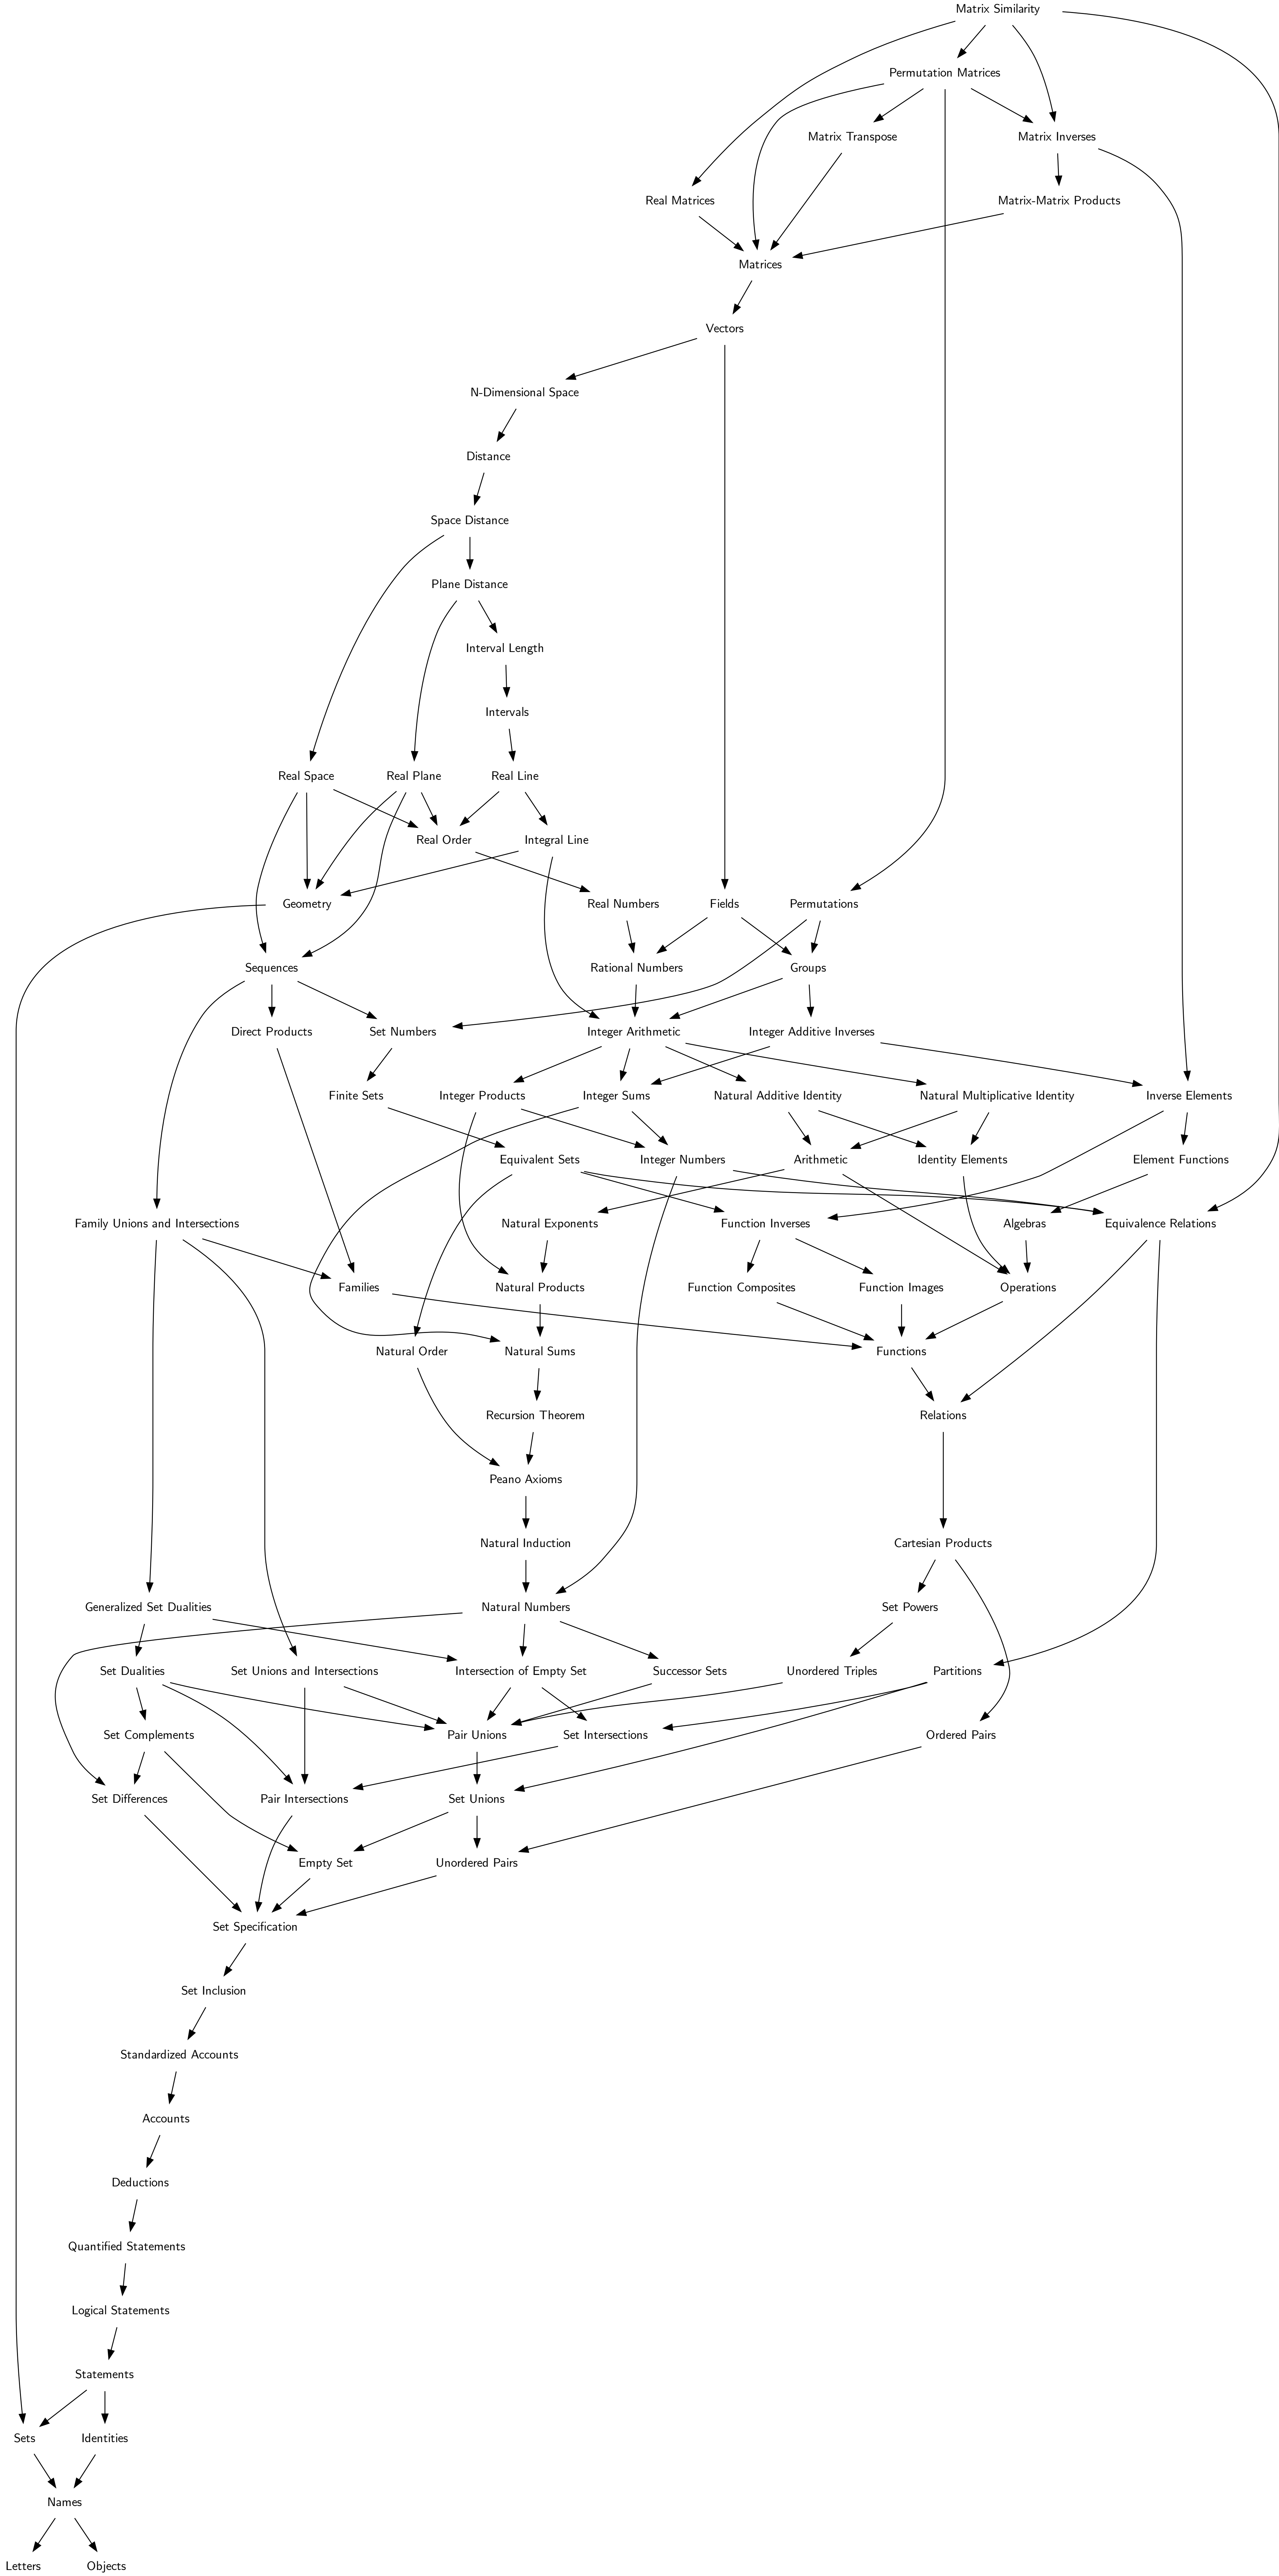 Matrix Similarity
Permutation Matrices
Matrix Transpose
Matrix Inverses
Real Matrices
Matrix-Matrix Products
Matrices
Vectors
N-Dimensional Space
Distance
Space Distance
Plane Distance
Interval Length
Intervals
Real Space
Real Plane
Real Line
Real Order
Integral Line
Geometry
Real Numbers
Fields
Permutations
Sequences
Rational Numbers
Groups
Direct Products
Set Numbers
Integer Arithmetic
Integer Additive Inverses
Finite Sets
Integer Products
Integer Sums
Natural Additive Identity
Natural Multiplicative Identity
Inverse Elements
Equivalent Sets
Integer Numbers
Arithmetic
Identity Elements
Element Functions
Family Unions and Intersections
Natural Exponents
Function Inverses
Algebras
Equivalence Relations
Families
Natural Products
Function Composites
Function Images
Operations
Natural Order
Natural Sums
Functions
Recursion Theorem
Relations
Peano Axioms
Natural Induction
Cartesian Products
Generalized Set Dualities
Natural Numbers
Set Powers
Set Dualities
Set Unions and Intersections
Intersection of Empty Set
Successor Sets
Unordered Triples
Partitions
Set Complements
Pair Unions
Set Intersections
Ordered Pairs
Set Differences
Pair Intersections
Set Unions
Empty Set
Unordered Pairs
Set Specification
Set Inclusion
Standardized Accounts
Accounts
Deductions
Quantified Statements
Logical Statements
Statements
Sets
Identities
Names
Letters
Objects